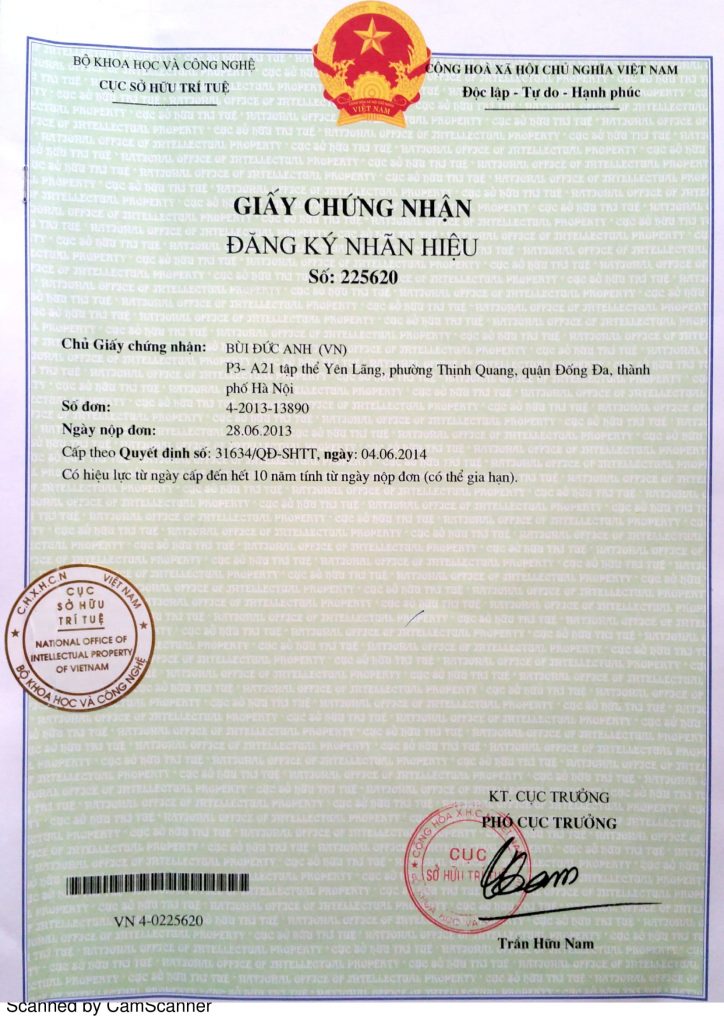 BỘ KHOA HỌC VÀ CÔNG NGHỆ
CỤC SỞ HỮU TRÍ TUỆ
CỘNG HOÀ XÃ HỘI CHỦ NGHĨA VIỆT NAM
Độc lập - Tự do - Hạnh phúc
VIỆT NAM
GIẤY CHỨNG NHẬN
ĐĂNG KÝ NHÃN HIỆU
Số: 225620
Chủ Giấy chứng nhận: BÙI ĐỨC ANH (VN)
P3- A21 tập thể Yên Lãng, phường Thịnh Quang, quận Đống Đa, thành
phố Hà Nội
Số đơn: 4-2013-13890
Ngày nộp đơn: 28.06.2013
Cấp theo Quyết định số: 31634/QĐ-SHTT, ngày: 04.06.2014
Có hiệu lực từ ngày cấp đến hết 10 năm tính từ ngày nộp đơn (có thể gia hạn).
C.H.X.H.C.N VIỆT NAM
CỤC
SỞ HỮU
TRÍ TUỆ
NATIONAL OFFICE OF
INTELLECTUAL PROPERTY
OF VIETNAM
BỘ KHOA HỌC VÀ CÔNG NGHỆ
KT. CỤC TRƯỞNG
PHÓ CỤC TRƯỞNG
CỤC
SỞ HỮU TRÍ
VN 4-0225620
Trần Hữu Nam
Scanned by CamScanner